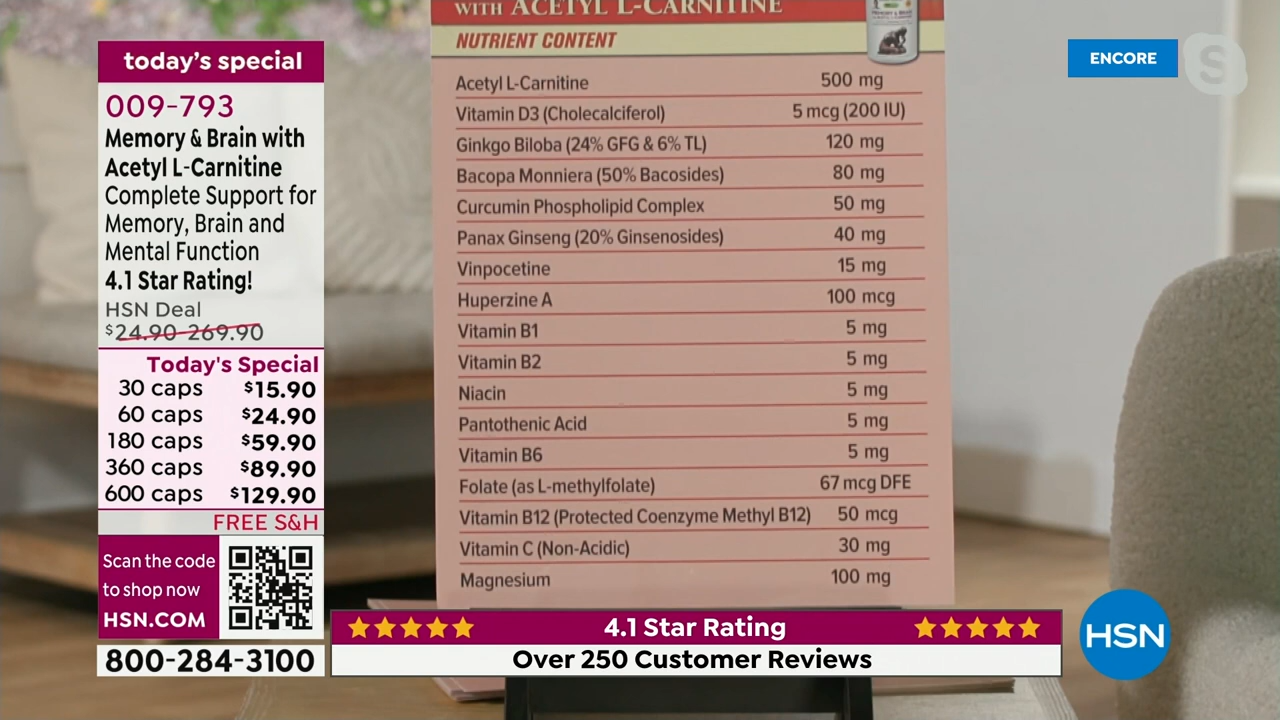 today's special
009-793
Memory & Brain with
Acetyl L-Carnitine
Complete Support for
Memory, Brain and
Mental Function
4.1 Star Rating!
HSN Deal
$24.90-269.90
Today's Special
30 caps $15.90
60 caps $24.90
180 caps $59.90
360 caps $89.90
600 caps $129.90
FREE S&H
Scan the code
to shop now
HSN.COM
800-284-3100
WITH ACETYL L-CARNITINE
NUTRIENT CONTENT
Acetyl L-Carnitine 500 mg
Vitamin D3 (Cholecalciferol) 5 mcg (200 IU)
Ginkgo Biloba (24% GFG & 6% TL) 120 mg
Bacopa Monniera (50% Bacosides) 80 mg
Curcumin Phospholipid Complex 50 mg
Panax Ginseng (20% Ginsenosides) 40 mg
Vinpocetine 15 mg
Huperzine A 100 mcg
Vitamin B1 5 mg
Vitamin B2 5 mg
Niacin 5 mg
Pantothenic Acid 5 mg
Vitamin B6 5 mg
Folate (as L-methylfolate) 67 mcg DFE
Vitamin B12 (Protected Coenzyme Methyl B12) 50 mcg
Vitamin C (Non-Acidic) 30 mg
Magnesium 100 mg
ENCORE
S
4.1 Star Rating
Over 250 Customer Reviews
HSN